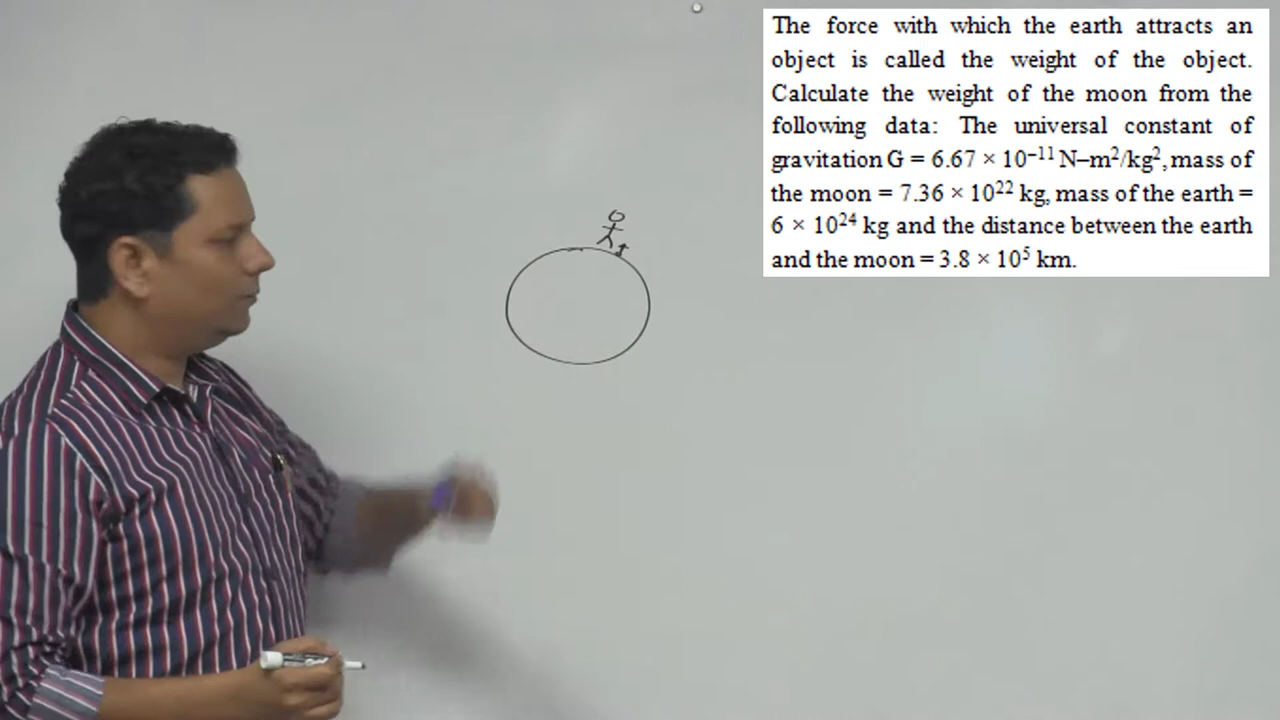 The force with which the earth attracts an
object is called the weight of the object.
Calculate the weight of the moon from the
following data: The universal constant of
gravitation G = 6.67 × 10⁻¹¹ N–m²/kg², mass of
the moon = 7.36 × 10²² kg, mass of the earth =
6 × 10²⁴ kg and the distance between the earth
and the moon = 3.8 × 10⁵ km.